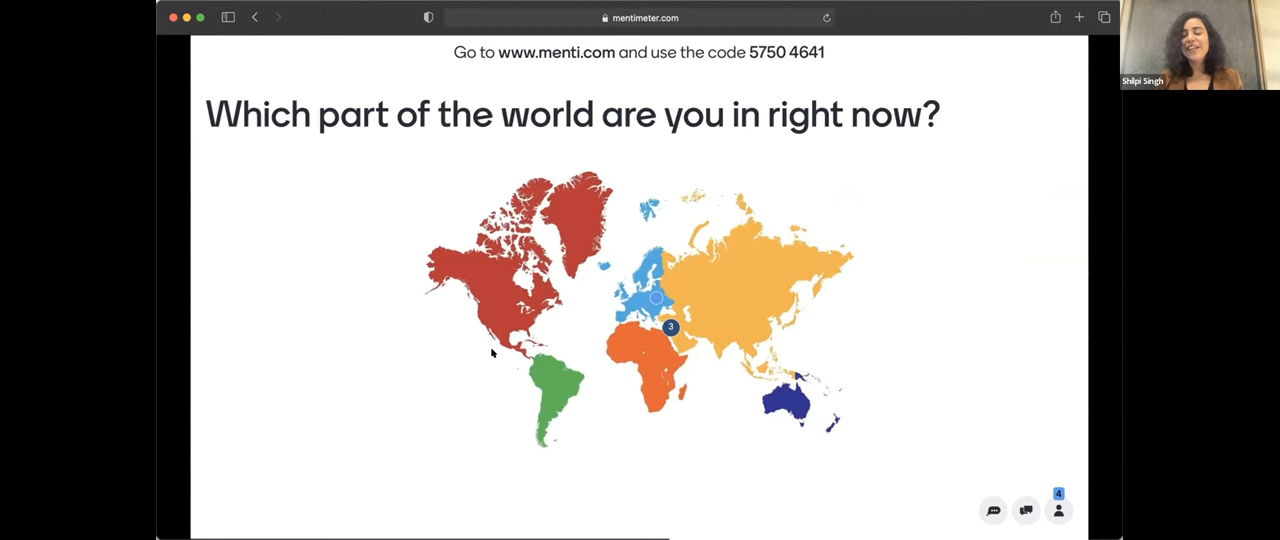 mentimeter.com
Go to www.menti.com and use the code 5750 4641
Which part of the world are you in right now?
Shilpi Singh
3
4